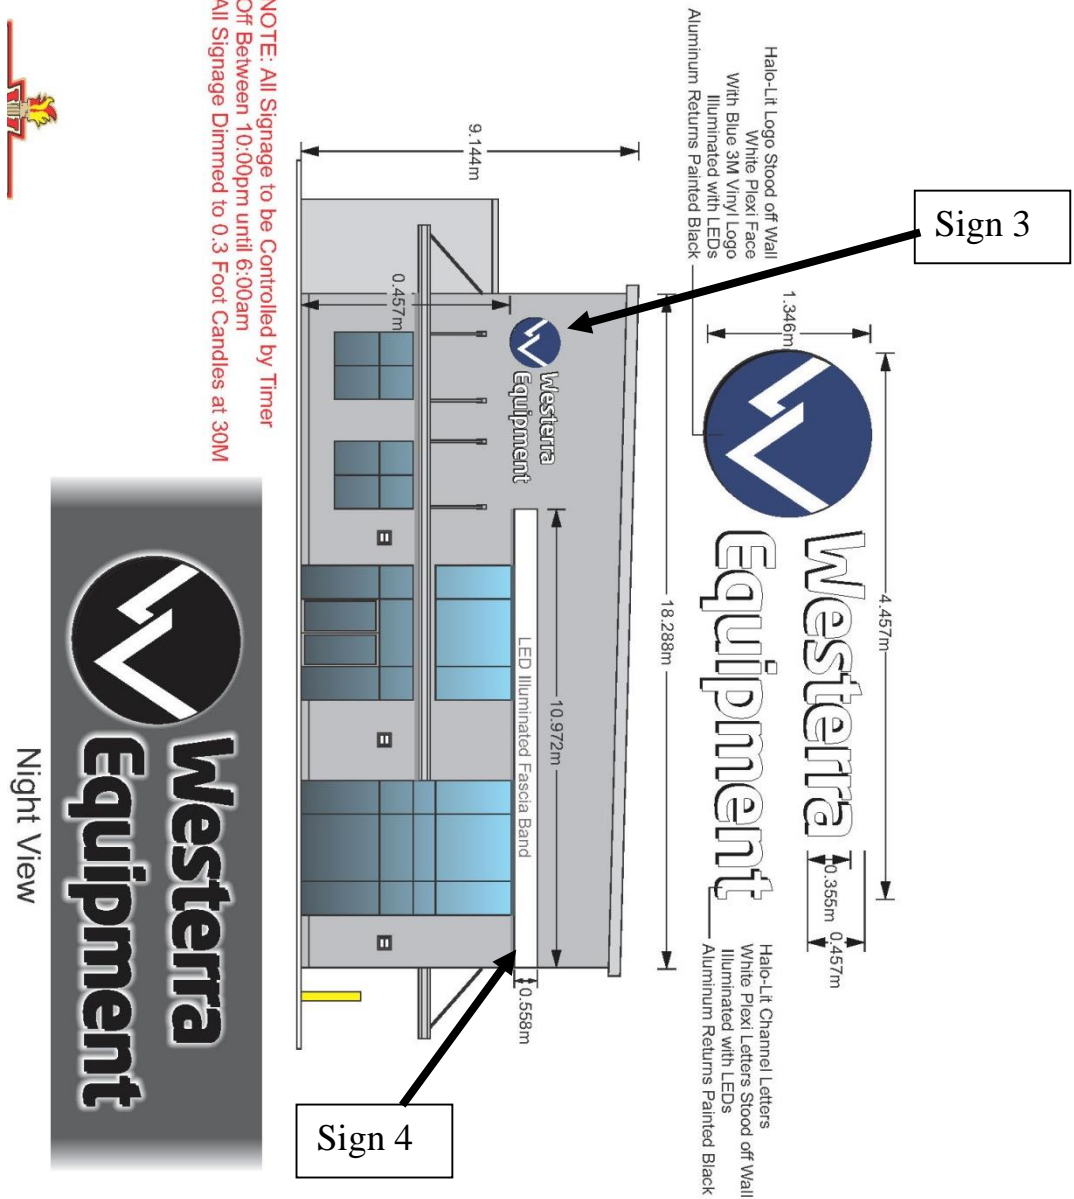 Sign 3
Halo-Lit Logo Stood off Wall
White Plexi Face
With Blue 3M Vinyl Logo
Illuminated with LEDs
Aluminum Returns Painted Black
1.346m
4.457m
Westerra
Equipment
0.355m
0.457m
Halo-Lit Channel Letters
White Plexi Letters Stood off Wall
Illuminated with LEDs
Aluminum Returns Painted Black
18.288m
9.144m
0.457m
Westerra
Equipment
10.972m
LED Illuminated Fascia Band
0.558m
Sign 4
NOTE: All Signage to be Controlled by Timer
Off Between 10:00pm until 6:00am
All Signage Dimmed to 0.3 Foot Candles at 30M
Westerra
Equipment
Night View